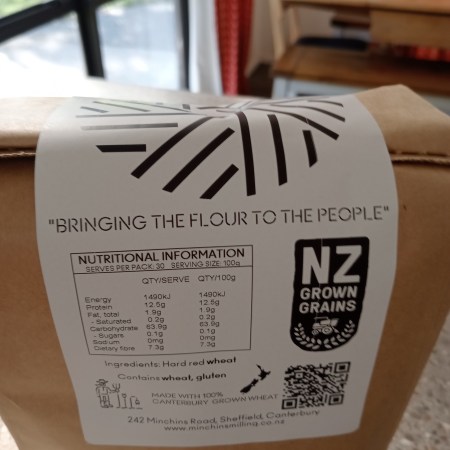 "BRINGING THE FLOUR TO THE PEOPLE"
NUTRITIONAL INFORMATION
SERVES PER PACK: 30 SERVING SIZE: 100g
QTY/SERVE QTY/100g
Energy 1490kJ 1490kJ
Protein 12.5g 12.5g
Fat, total 1.9g 1.9g
- Saturated 0.2g 0.2g
Carbohydrate 63.9g 63.9g
- Sugars 0.1g 0.1g
Sodium 0mg 0mg
Dietary fibre 7.3g 7.3g
Ingredients: Hard red wheat
Contains wheat, gluten
MADE WITH 100%
CANTERBURY GROWN WHEAT
242 Minchins Road, Sheffield, Canterbury
www.minchinsmilling.co.nz
NZ
GROWN
GRAINS